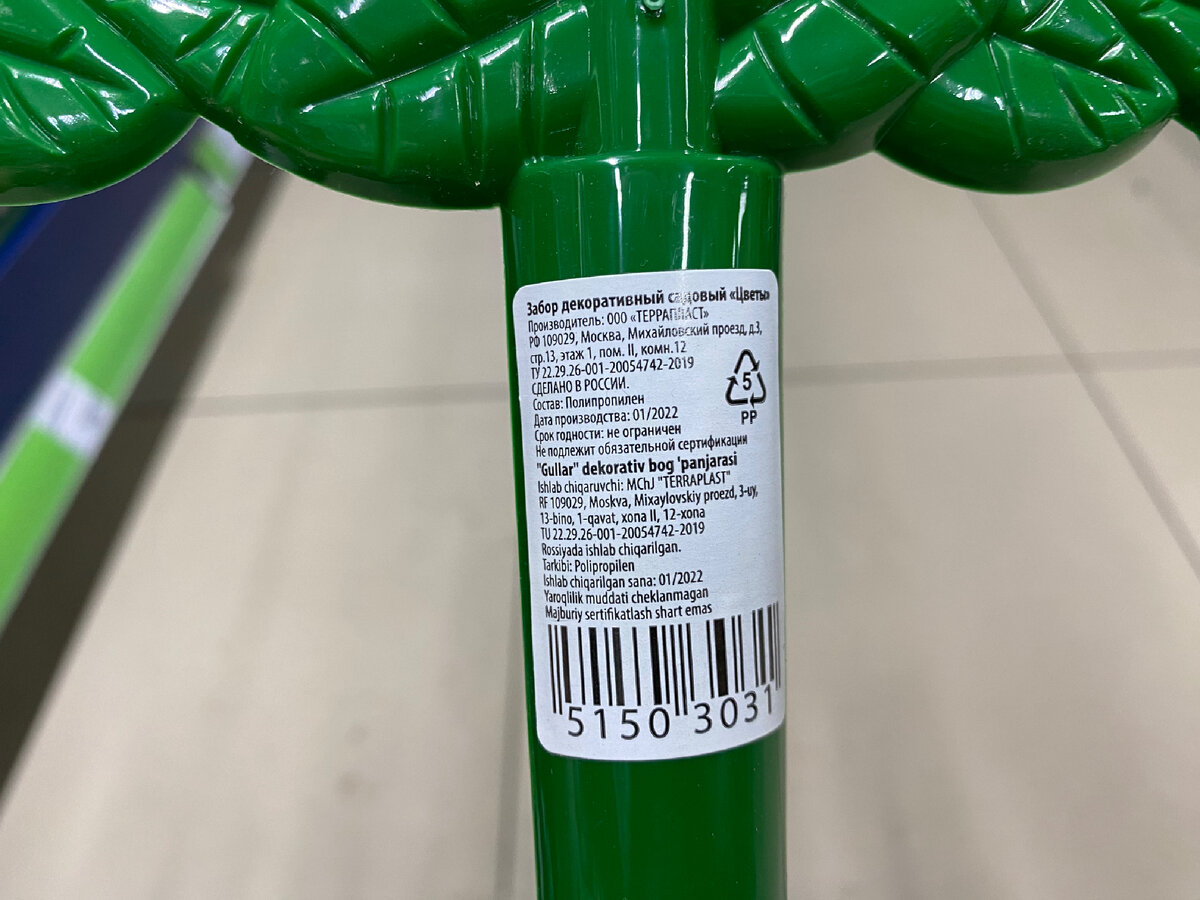 Забор декоративный садовый «Цветы»
Производитель: ООО «ТЕРРАПЛАСТ»
РФ 109029, Москва, Михайловский проезд, д.3,
стр.13, этаж 1, пом. II, комн.12
ТУ 22.29.26-001-20054742-2019
СДЕЛАНО В РОССИИ.
Состав: Полипропилен
Дата производства: 01/2022
Срок годности: не ограничен
Не подлежит обязательной сертификации
5
PP
"Gullar" dekorativ bog 'panjarasi
Ishlab chiqaruvchi: MChJ "TERRAPLAST"
RF 109029, Moskva, Mixaylovskiy proezd, 3-uy,
13-bino, 1-qavat, xona II, 12-xona
TU 22.29.26-001-20054742-2019
Rossiyada ishlab chiqarilgan.
Tarkibi: Polipropilen
Ishlab chiqarilgan sana: 01/2022
Yaroqlilik muddati cheklanmagan
Majburiy sertifikatlash shart emas
5150 3031